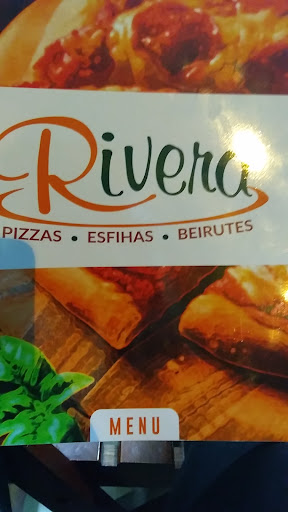 Rivera
PIZZAS • ESFIHAS • BEIRUTES
MENU